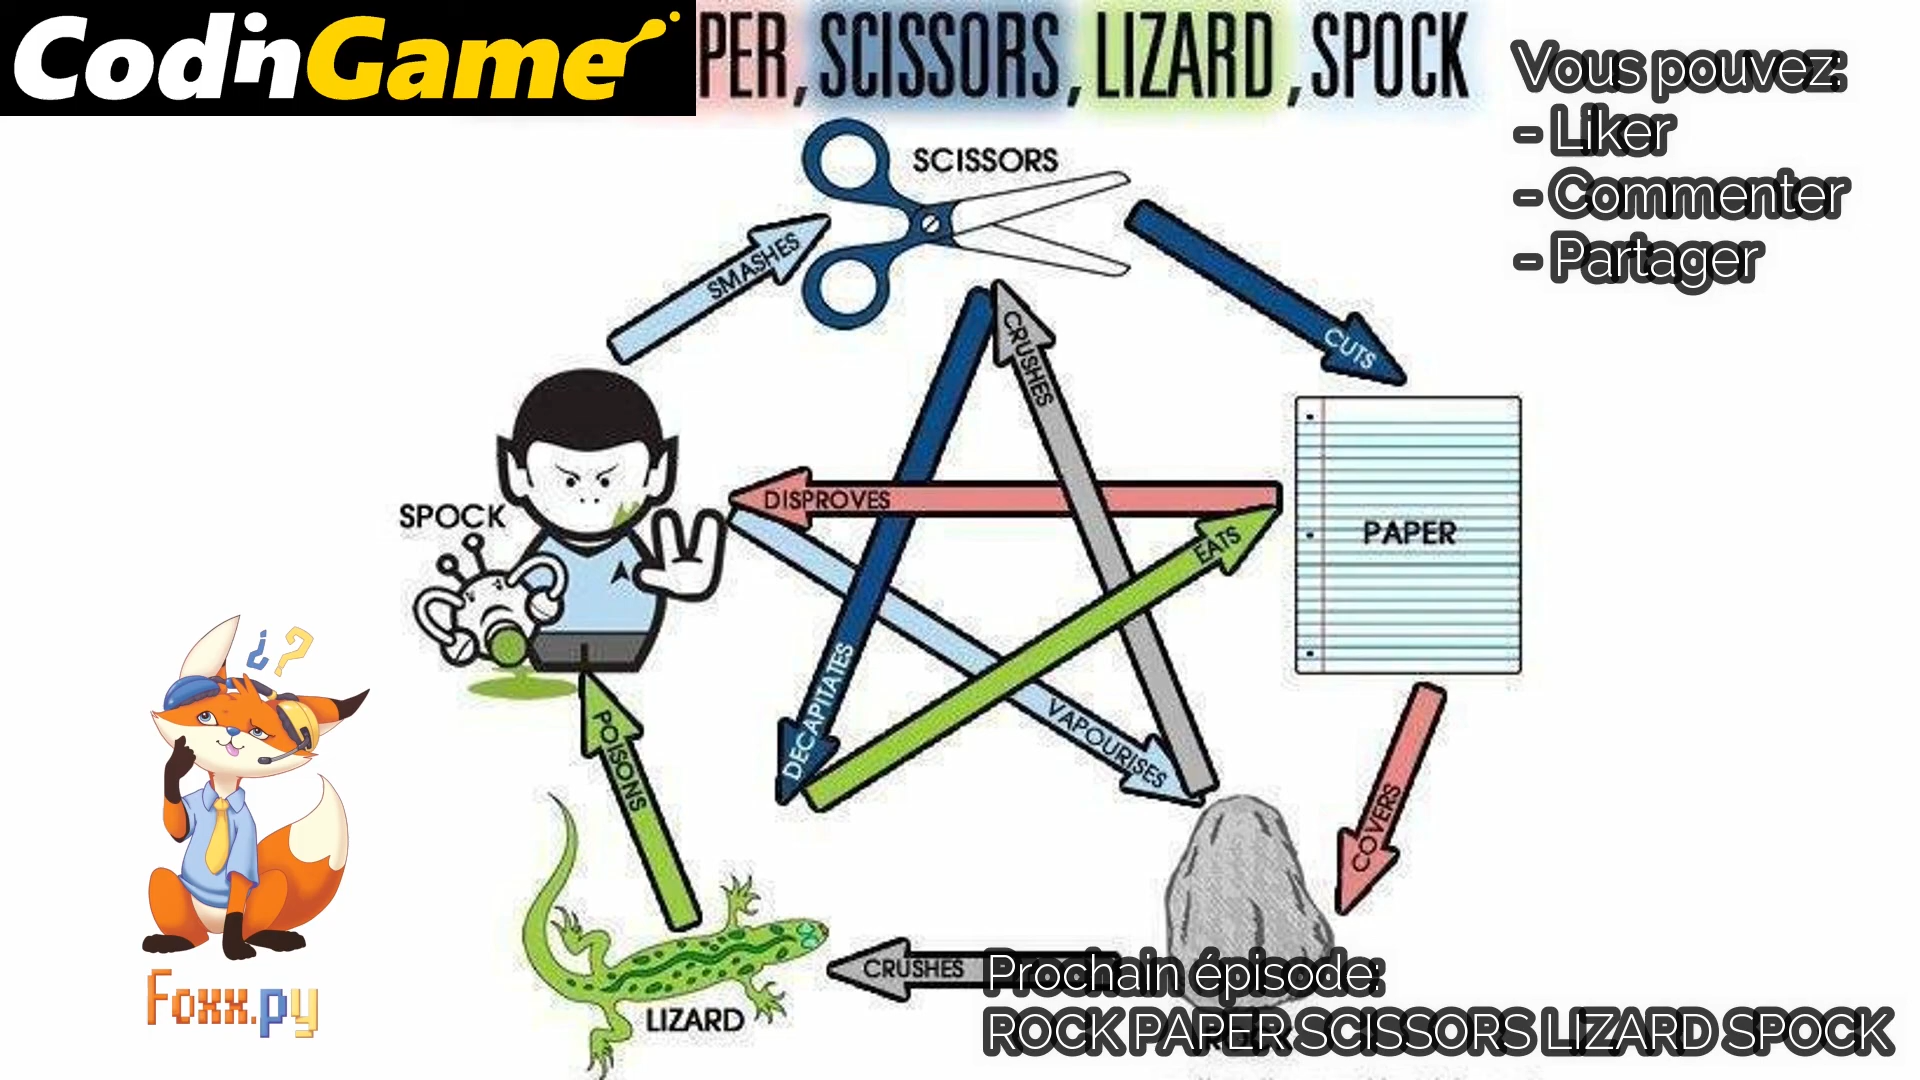 CodinGame
PER, SCISSORS, LIZARD, SPOCK
Vous pouvez:
- Liker
- Commenter
- Partager
SCISSORS
SMASHES
CUTS
CRUSHES
DISPROVES
EATS
SPOCK
PAPER
DECAPITATES
VAPOURISES
POISONS
COVERS
CRUSHES
LIZARD
Foxx.py
Prochain épisode:
ROCK PAPER SCISSORS LIZARD SPOCK